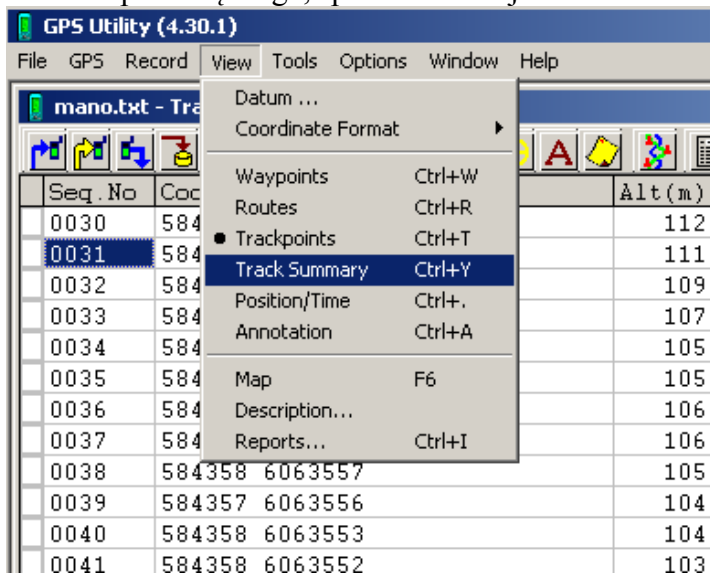 GPS Utility (4.30.1)
File GPS Record View Tools Options Window Help
mano.txt - Tra
Datum ...
Coordinate Format
Waypoints Ctrl+W
Routes Ctrl+R
Trackpoints Ctrl+T
Track Summary Ctrl+Y
Position/Time Ctrl+.
Annotation Ctrl+A
Map F6
Description...
Reports... Ctrl+I
A
Seq.No Coo Alt(m)
0030 584 112
0031 584 111
0032 584 109
0033 584 107
0034 584 105
0035 584 105
0036 584 106
0037 584 106
0038 584358 6063557 105
0039 584357 6063556 104
0040 584358 6063553 104
0041 584358 6063552 103